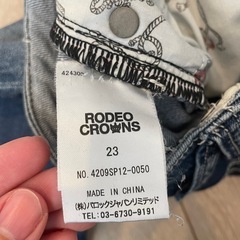 RODEO
CROWNS
23
NO. 4209SP12-0050
MADE IN CHINA
(株)バロックジャパンリミテッド
TEL：03-6730-9191